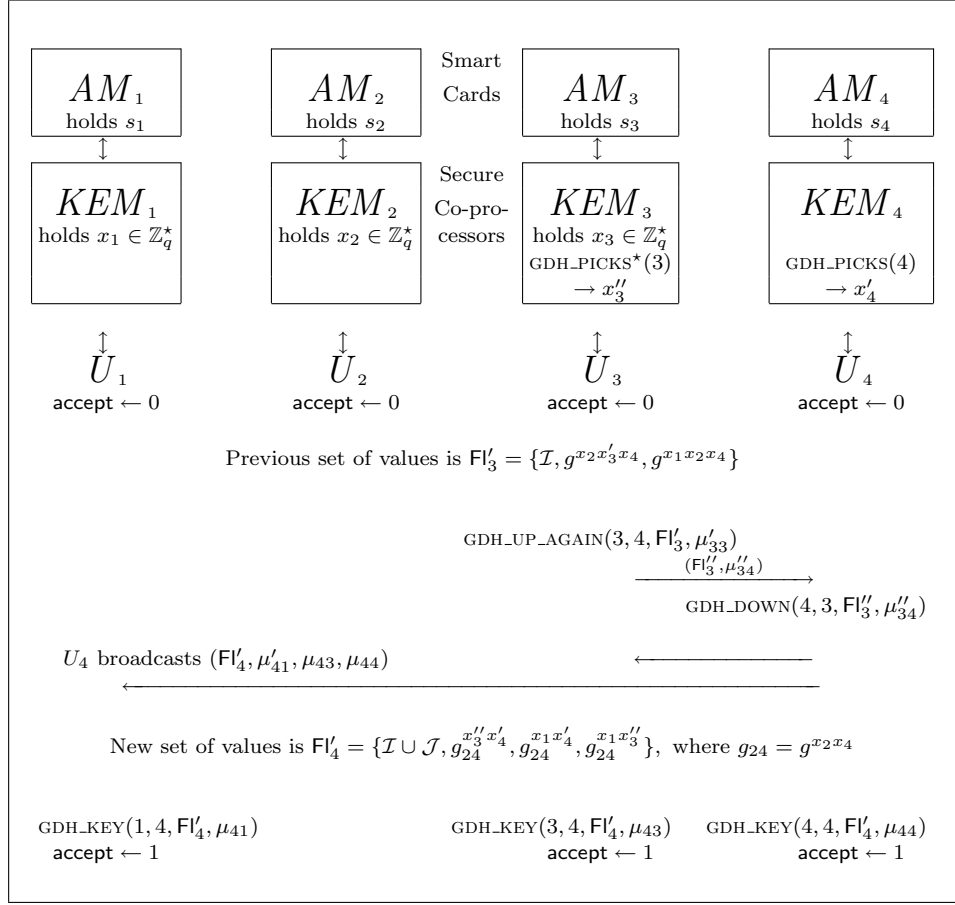 Smart
Cards
AM₁ AM₂ AM₃ AM₄
holds s₁ holds s₂ holds s₃ holds s₄
↕ ↕ ↕ ↕
Secure
Co-pro-
cessors
KEM₁ KEM₂ KEM₃ KEM₄
holds x₁ ∈ ℤ_q^⋆ holds x₂ ∈ ℤ_q^⋆ holds x₃ ∈ ℤ_q^⋆
GDH_PICKS^⋆(3) GDH_PICKS(4)
→ x₃″ → x₄′
↕ ↕ ↕ ↕
U₁ U₂ U₃ U₄
accept ← 0 accept ← 0 accept ← 0 accept ← 0
Previous set of values is Fl₃′ = {ℐ, g^{x₂x₃′x₄}, g^{x₁x₂x₄}}
GDH_UP_AGAIN(3, 4, Fl₃′, μ₃₃′)
(Fl₃″,μ₃₄″)
GDH_DOWN(4, 3, Fl₃″, μ₃₄″)
U₄ broadcasts (Fl₄′, μ₄₁′, μ₄₃, μ₄₄)
New set of values is Fl₄′ = {ℐ ∪ 𝒥, g₂₄^{x₃″x₄′}, g₂₄^{x₁x₄′}, g₂₄^{x₁x₃″}}, where g₂₄ = g^{x₂x₄}
GDH_KEY(1, 4, Fl₄′, μ₄₁) GDH_KEY(3, 4, Fl₄′, μ₄₃) GDH_KEY(4, 4, Fl₄′, μ₄₄)
accept ← 1 accept ← 1 accept ← 1